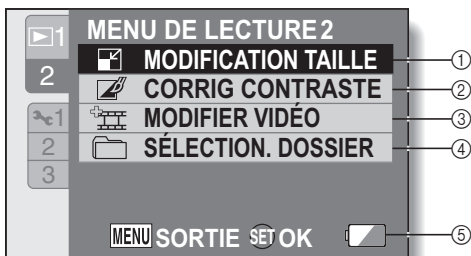 1 MENU DE LECTURE 2
MODIFICATION TAILLE ①
2 CORRIG CONTRASTE ②
1 MODIFIER VIDÉO ③
2 SÉLECTION. DOSSIER ④
3
MENU SORTIE SET OK ⑤